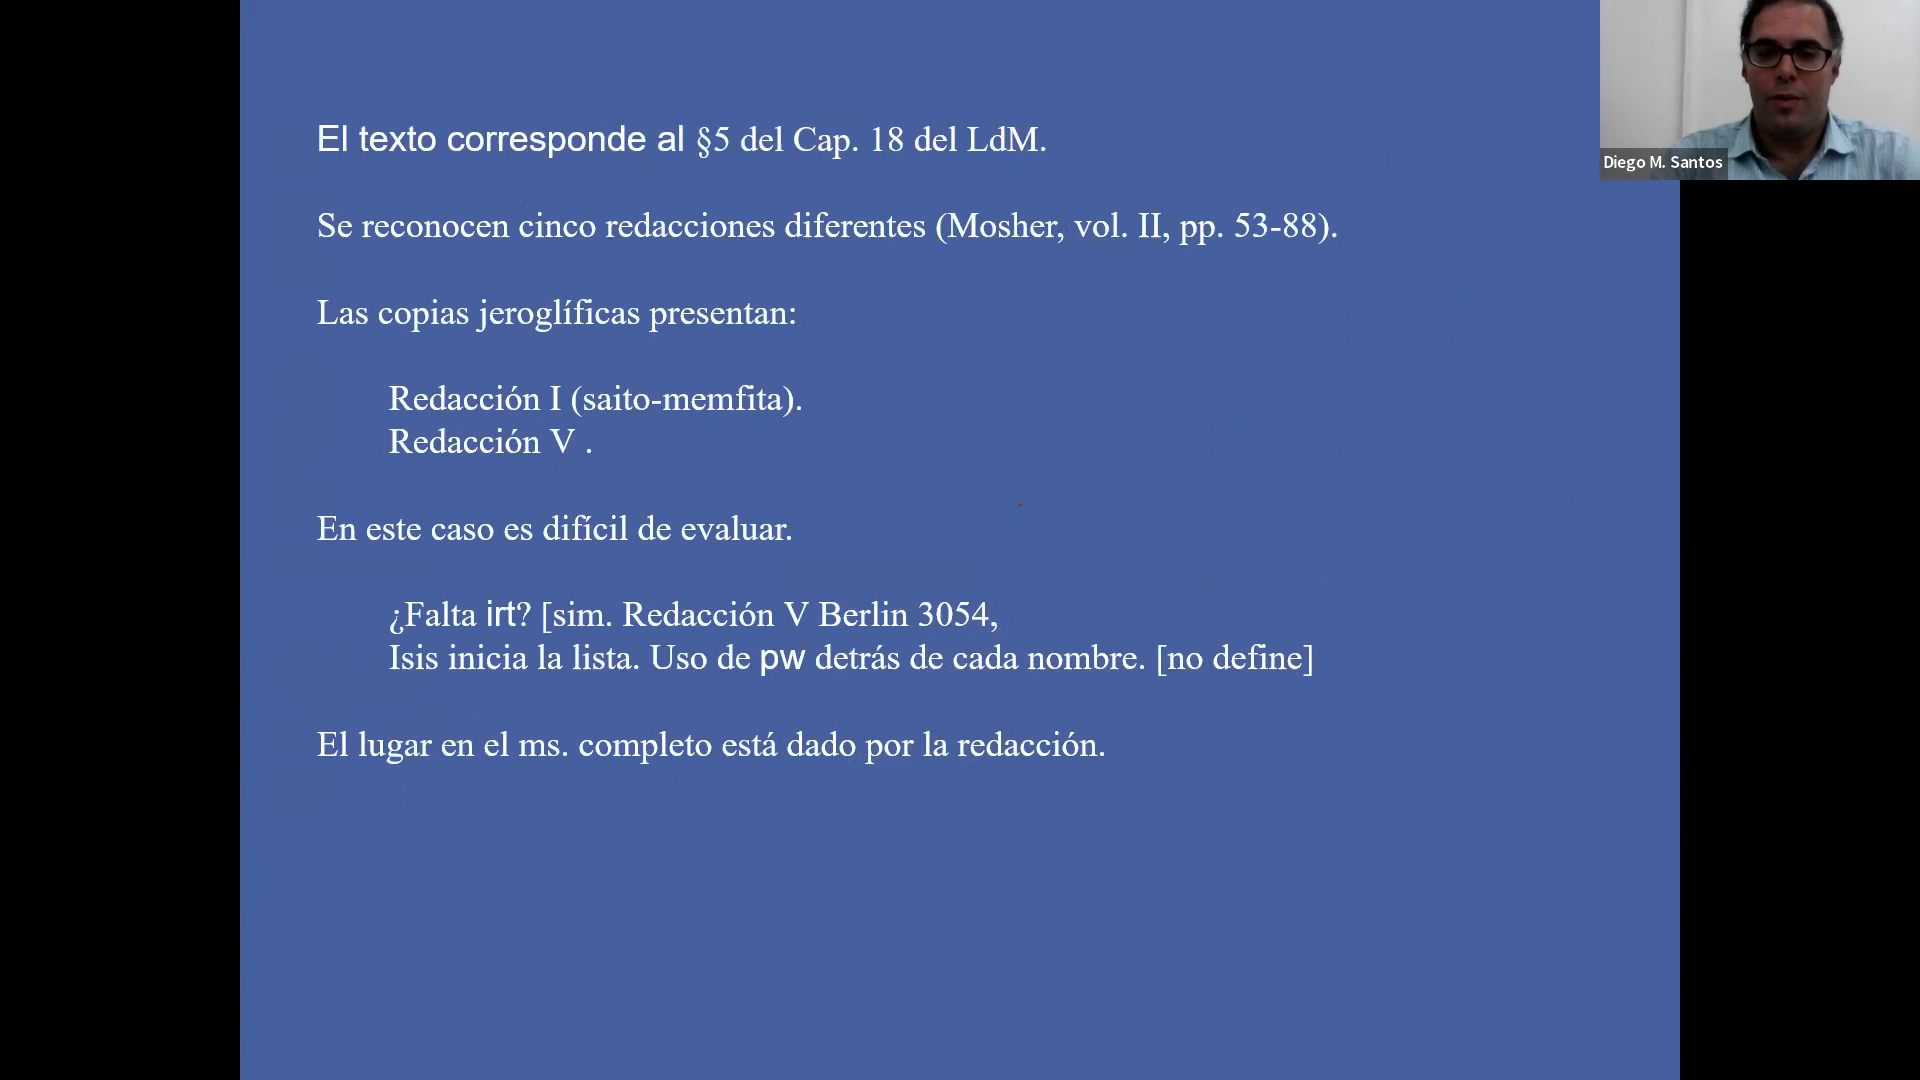 El texto corresponde al §5 del Cap. 18 del LdM.
Se reconocen cinco redacciones diferentes (Mosher, vol. II, pp. 53-88).
Las copias jeroglíficas presentan:
Redacción I (saito-memfita).
Redacción V .
En este caso es difícil de evaluar.
¿Falta irt? [sim. Redacción V Berlin 3054,
Isis inicia la lista. Uso de pw detrás de cada nombre. [no define]
El lugar en el ms. completo está dado por la redacción.
Diego M. Santos